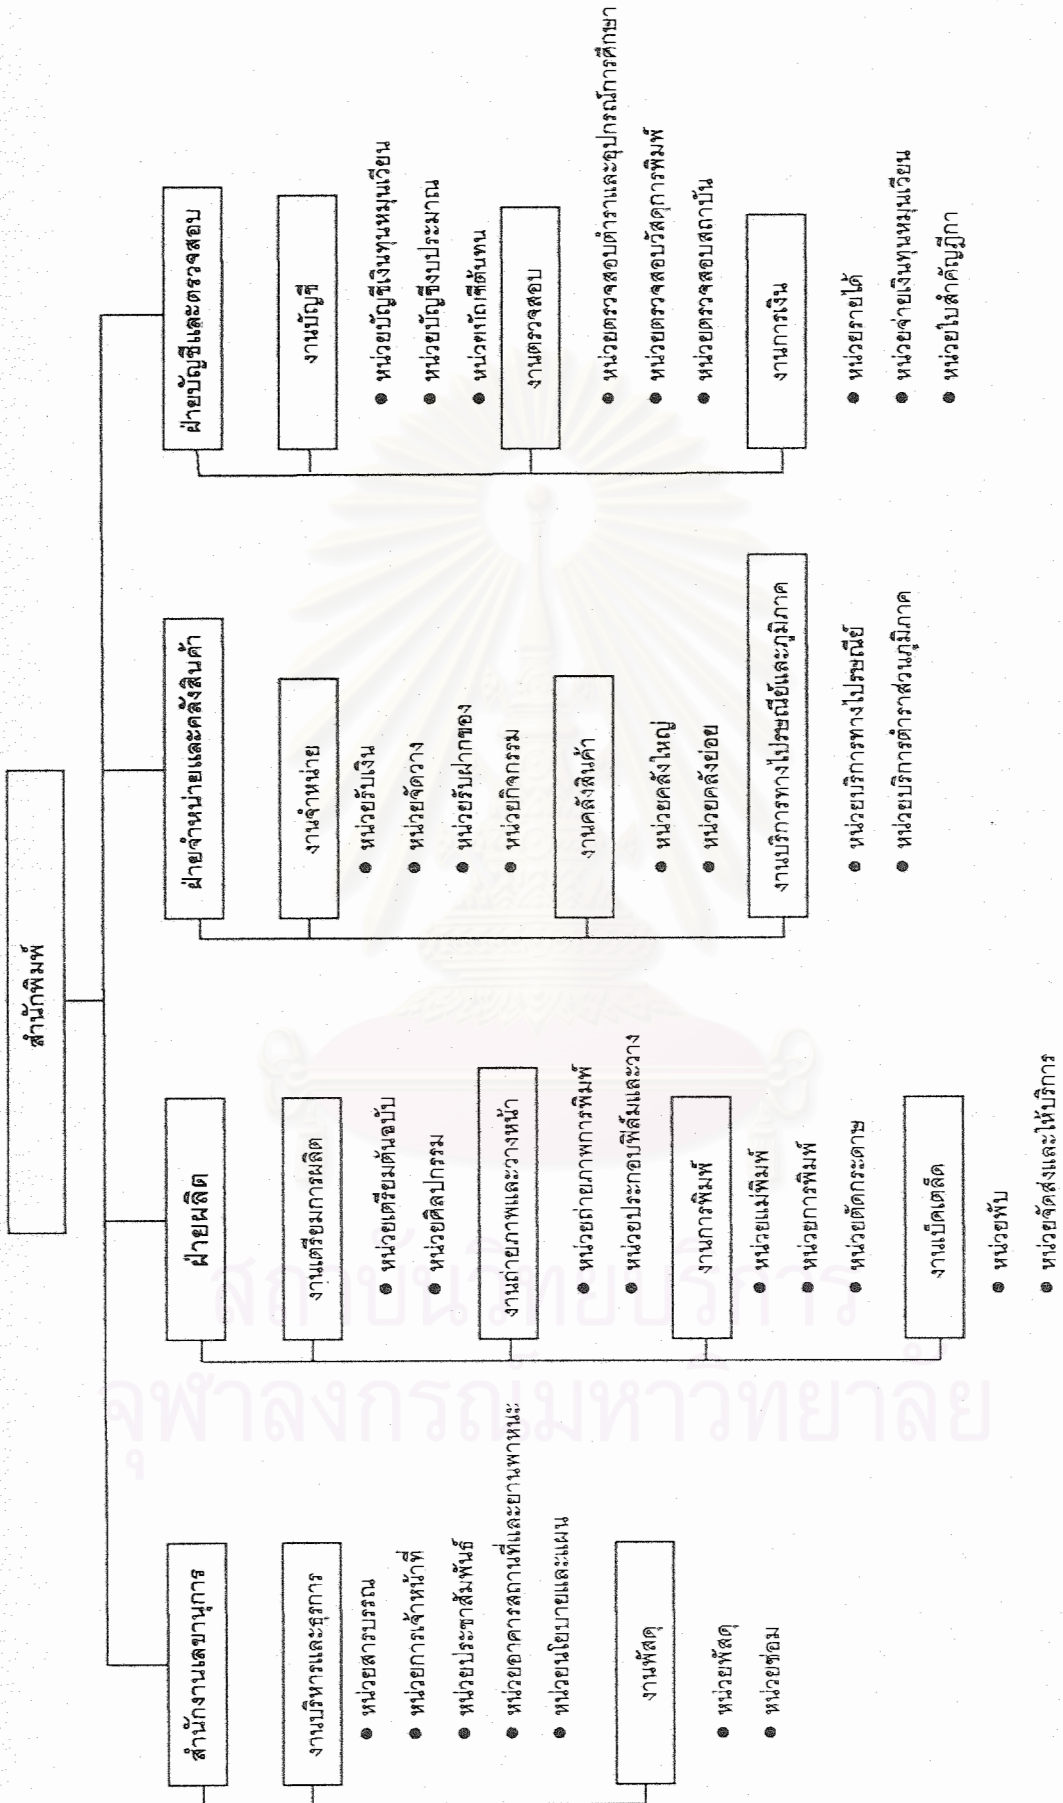 สำนักพิมพ์
สำนักงานเลขานุการ
งานบริหารและธุรการ
● หน่วยสารบรรณ
● หน่วยการเจ้าหน้าที่
● หน่วยประชาสัมพันธ์
● หน่วยอาคารสถานที่และยานพาหนะ
● หน่วยนโยบายและแผน
งานพัสดุ
● หน่วยพัสดุ
● หน่วยซ่อม
ฝ่ายผลิต
งานเตรียมการผลิต
● หน่วยเตรียมต้นฉบับ
● หน่วยศิลปกรรม
งานถ่ายภาพและวางหน้า
● หน่วยถ่ายภาพการพิมพ์
● หน่วยประกอบฟิล์มและวาง
งานการพิมพ์
● หน่วยแม่พิมพ์
● หน่วยการพิมพ์
● หน่วยตัดกระดาษ
งานเบ็ดเตล็ด
● หน่วยพับ
● หน่วยจัดส่งและให้บริการ
ฝ่ายจำหน่ายและคลังสินค้า
งานจำหน่าย
● หน่วยรับเงิน
● หน่วยจัดวาง
● หน่วยรับฝากของ
● หน่วยกิจกรรม
งานคลังสินค้า
● หน่วยคลังใหญ่
● หน่วยคลังย่อย
งานบริการทางไปรษณีย์และภูมิภาค
● หน่วยบริการทางไปรษณีย์
● หน่วยบริการตำราส่วนภูมิภาค
ฝ่ายบัญชีและตรวจสอบ
งานบัญชี
● หน่วยบัญชีเงินทุนหมุนเวียน
● หน่วยบัญชีงบประมาณ
● หน่วยบัญชีต้นทุน
งานตรวจสอบ
● หน่วยตรวจสอบตำราและอุปกรณ์การศึกษา
● หน่วยตรวจสอบวัสดุการพิมพ์
● หน่วยตรวจสอบสถาบัน
งานการเงิน
● หน่วยรายได้
● หน่วยจ่ายเงินทุนหมุนเวียน
● หน่วยใบสำคัญฎีกา
สถาบันวิทยบริการ
จุฬาลงกรณ์มหาวิทยาลัย